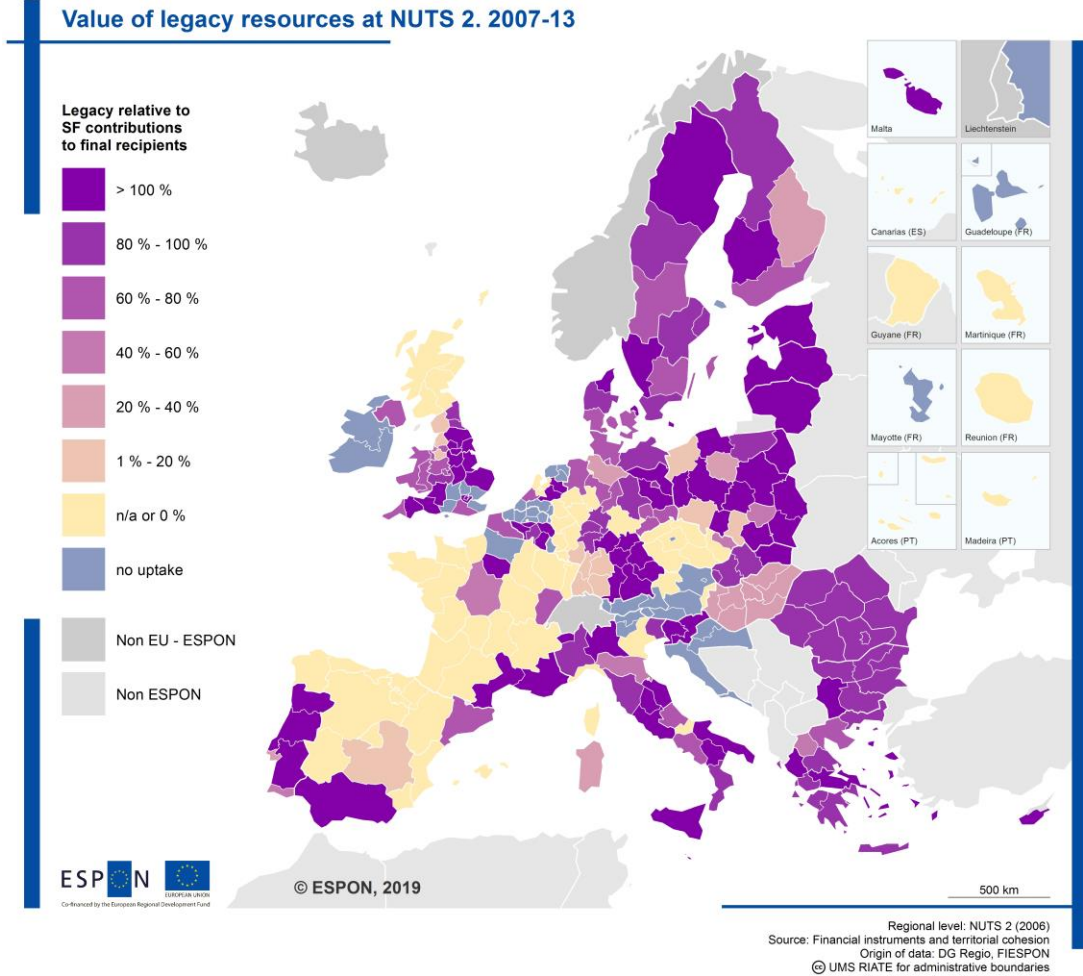 Value of legacy resources at NUTS 2. 2007-13
Legacy relative to
SF contributions
to final recipients
> 100 %
80 % - 100 %
60 % - 80 %
40 % - 60 %
20 % - 40 %
1 % - 20 %
n/a or 0 %
no uptake
Non EU - ESPON
Non ESPON
Malta
Liechtenstein
Canarias (ES)
Guadeloupe (FR)
Guyane (FR)
Martinique (FR)
Mayotte (FR)
Reunion (FR)
Acores (PT)
Madeira (PT)
ESPON
EUROPEAN UNION
Co-financed by the European Regional Development Fund
© ESPON, 2019
500 km
Regional level: NUTS 2 (2006)
Source: Financial instruments and territorial cohesion
Origin of data: DG Regio, FIESPON
@ UMS RIATE for administrative boundaries